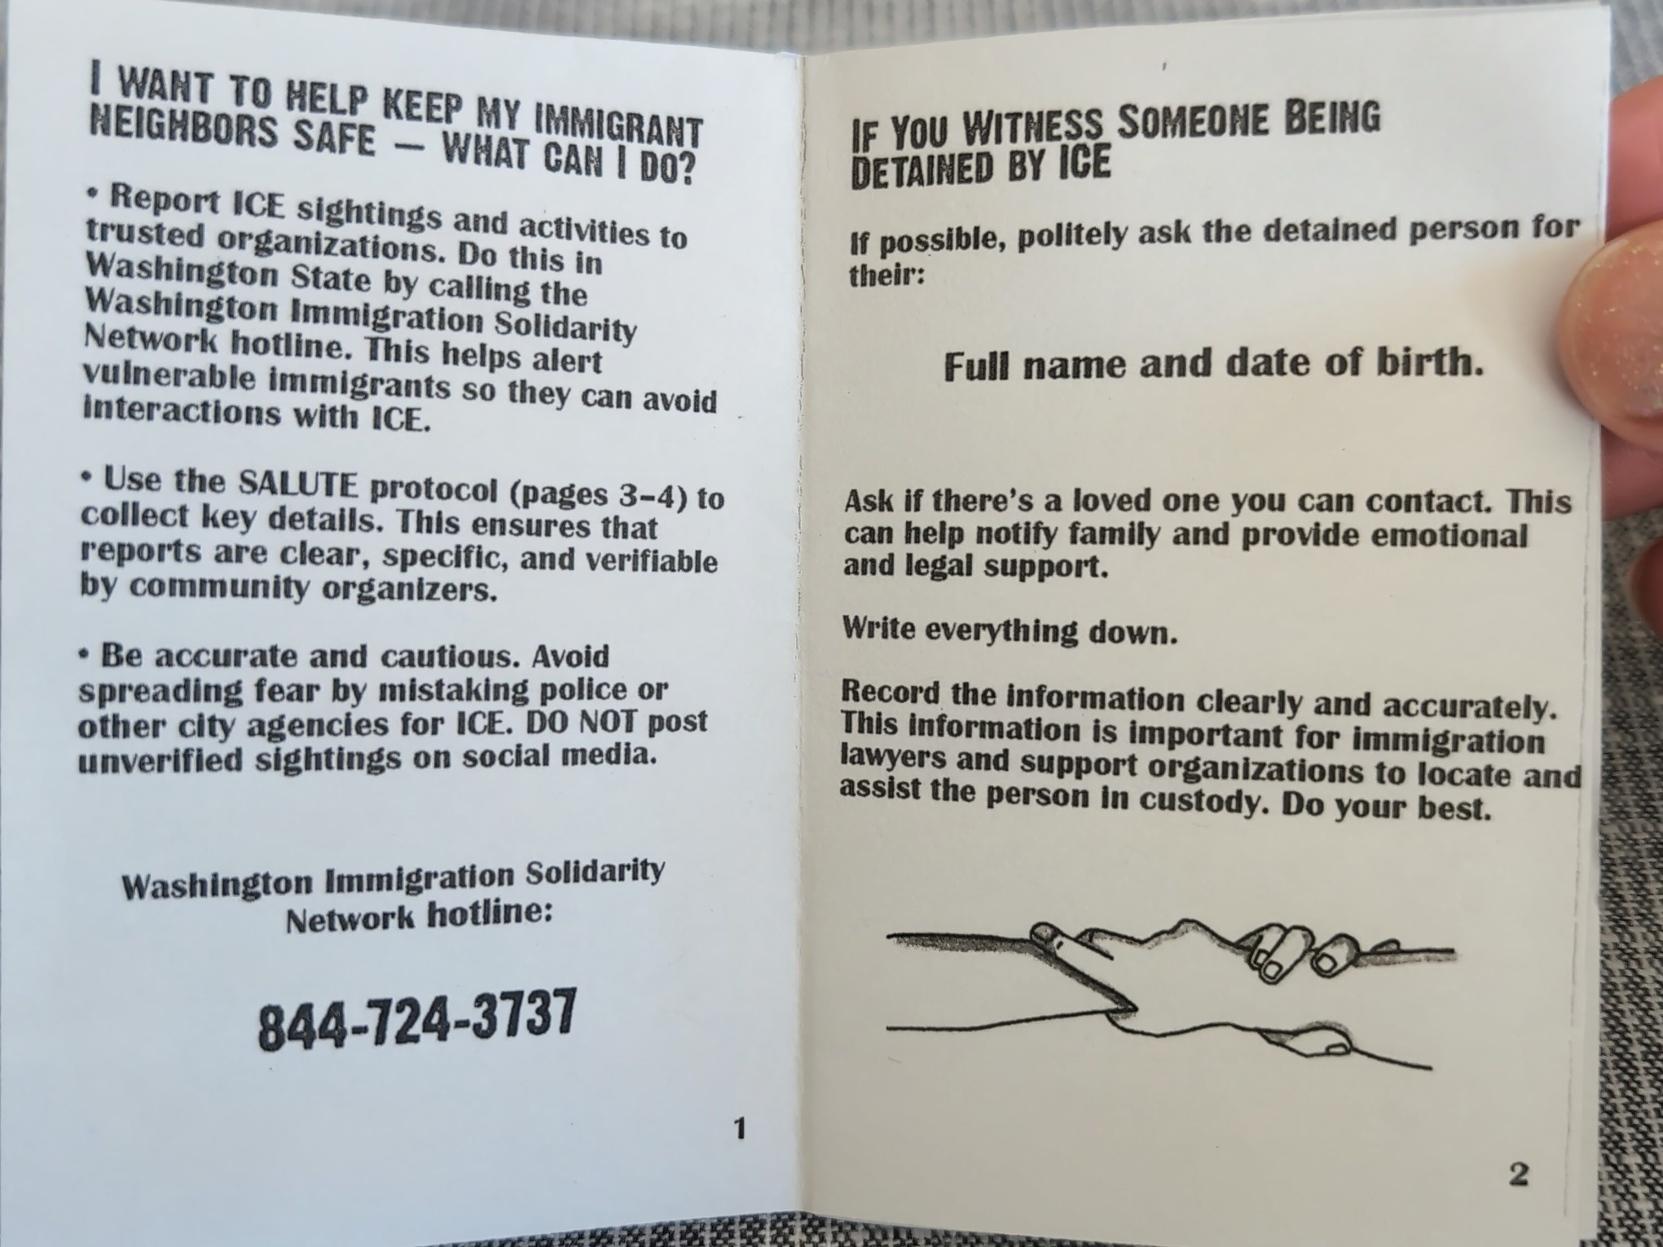 I WANT TO HELP KEEP MY IMMIGRANT
NEIGHBORS SAFE — WHAT CAN I DO?
• Report ICE sightings and activities to
trusted organizations. Do this in
Washington State by calling the
Washington Immigration Solidarity
Network hotline. This helps alert
vulnerable immigrants so they can avoid
interactions with ICE.
• Use the SALUTE protocol (pages 3–4) to
collect key details. This ensures that
reports are clear, specific, and verifiable
by community organizers.
• Be accurate and cautious. Avoid
spreading fear by mistaking police or
other city agencies for ICE. DO NOT post
unverified sightings on social media.
Washington Immigration Solidarity
Network hotline:
844-724-3737
1
IF YOU WITNESS SOMEONE BEING
DETAINED BY ICE
If possible, politely ask the detained person for
their:
Full name and date of birth.
Ask if there's a loved one you can contact. This
can help notify family and provide emotional
and legal support.
Write everything down.
Record the information clearly and accurately.
This information is important for immigration
lawyers and support organizations to locate and
assist the person in custody. Do your best.
2